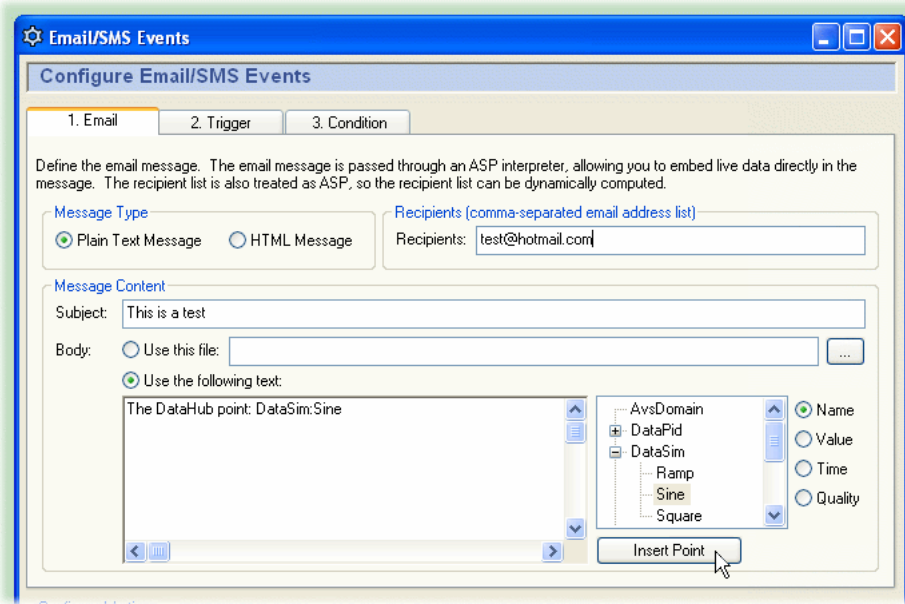 Email/SMS Events
Configure Email/SMS Events
1. Email
2. Trigger
3. Condition
Define the email message. The email message is passed through an ASP interpreter, allowing you to embed live data directly in the
message. The recipient list is also treated as ASP, so the recipient list can be dynamically computed.
Message Type
Plain Text Message
HTML Message
Recipients (comma-separated email address list)
Recipients: test@hotmail.com
Message Content
Subject: This is a test
Body:
Use this file:
...
Use the following text:
The DataHub point: DataSim:Sine
AvsDomain
DataPid
DataSim
Ramp
Sine
Square
Name
Value
Time
Quality
Insert Point